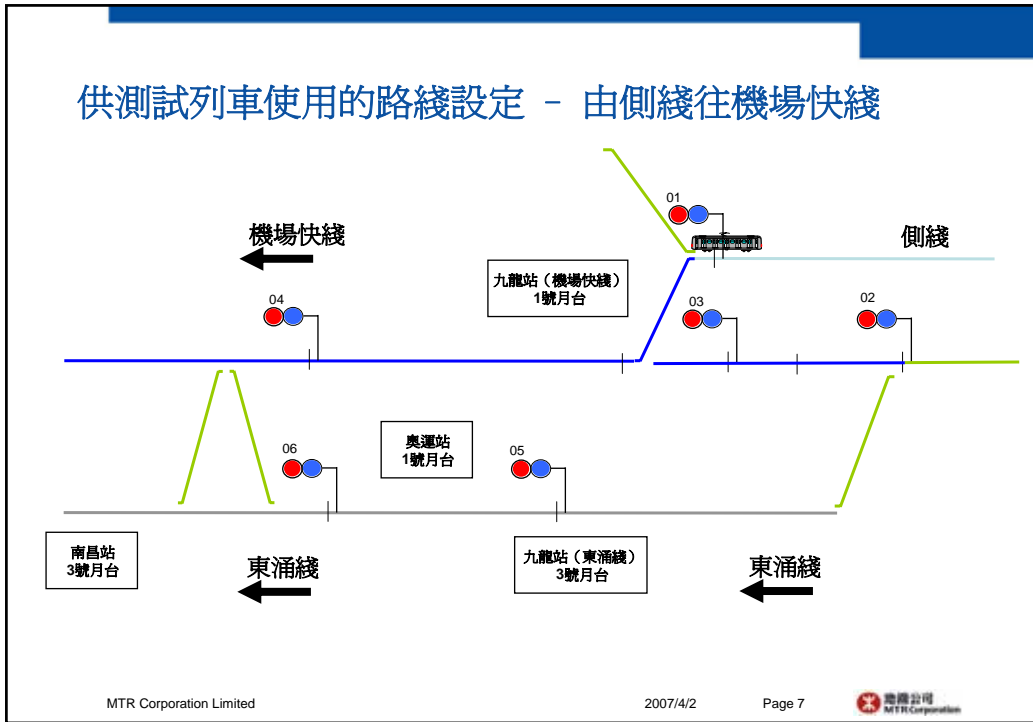 供測試列車使用的路綫設定 - 由側綫往機場快綫
01
機場快綫
側綫
九龍站（機場快綫）
1號月台
04
03
02
奧運站
1號月台
06
05
南昌站
3號月台
東涌綫
九龍站（東涌綫）
3號月台
東涌綫
MTR Corporation Limited
2007/4/2
Page 7
地鐵公司
MTR Corporation